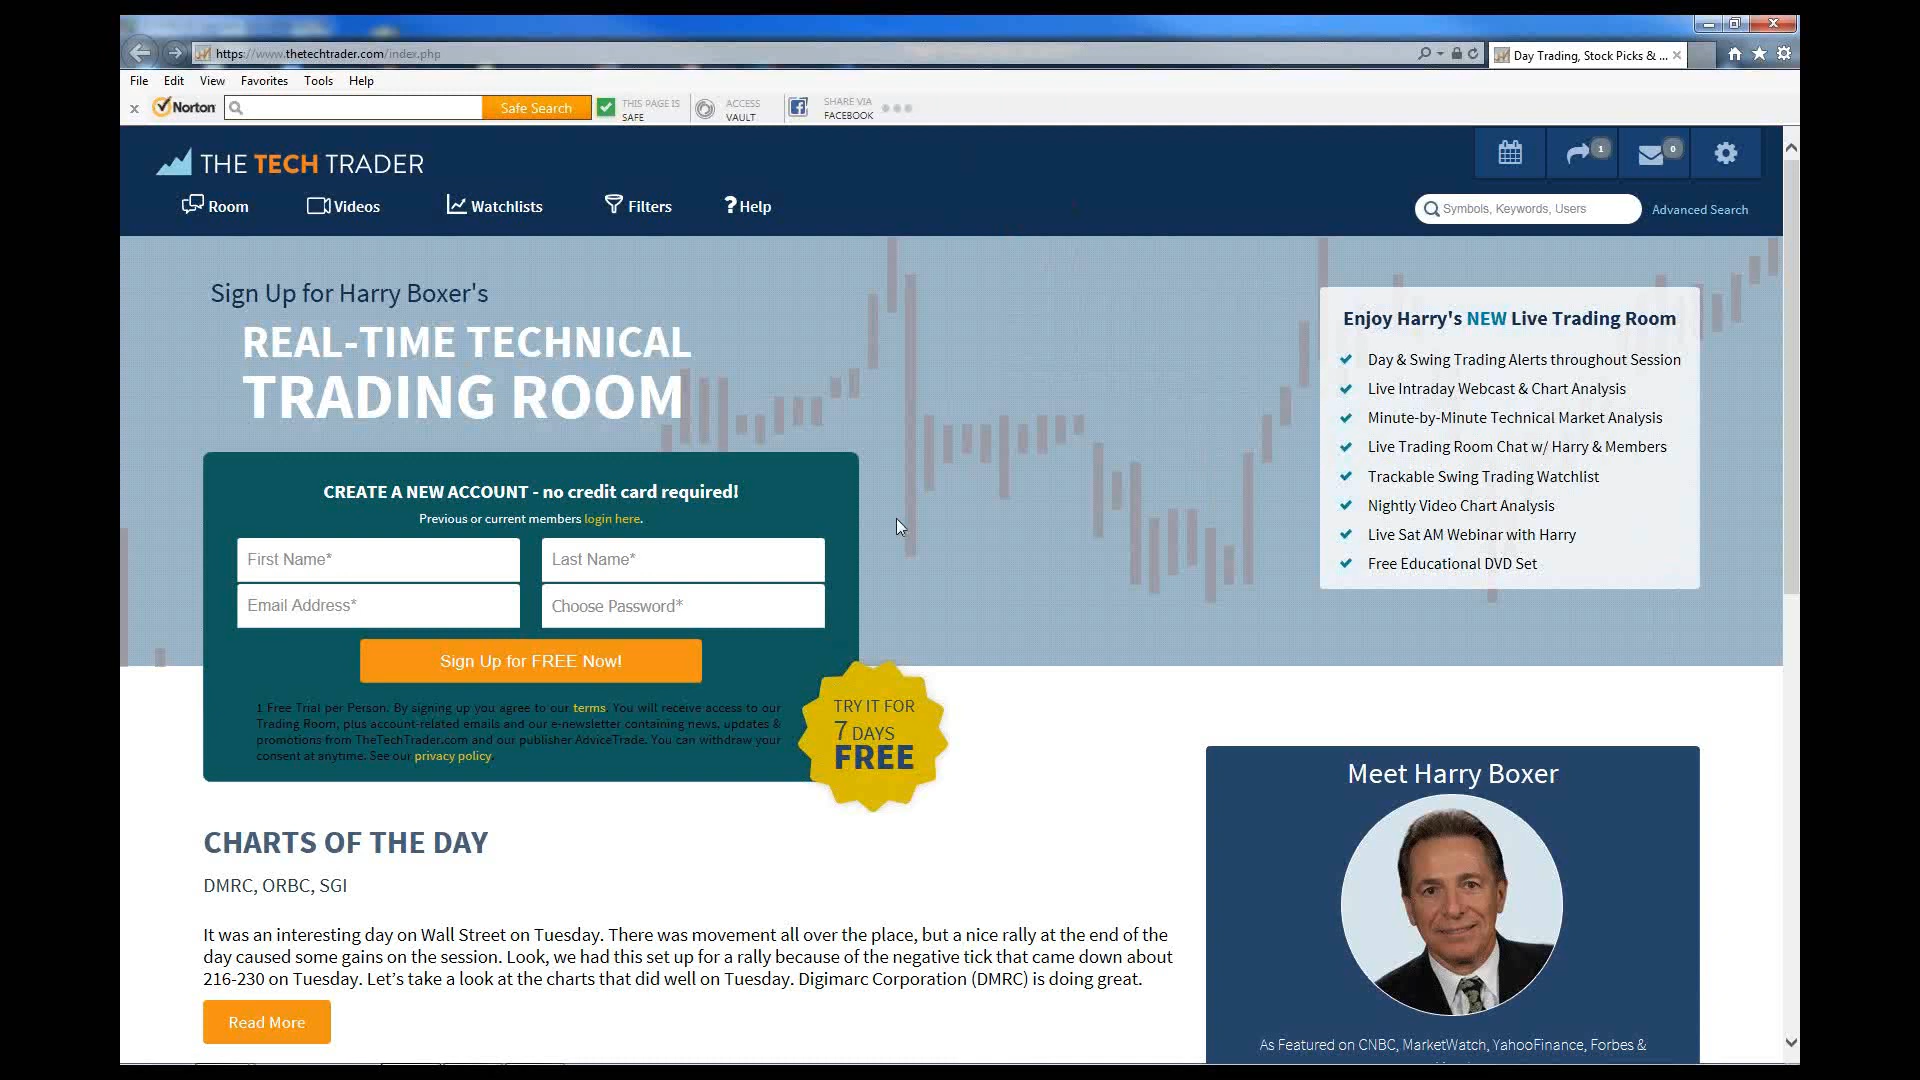 https://www.thetechtrader.com/index.php
Day Trading, Stock Picks & ...
File Edit View Favorites Tools Help
Norton
Safe Search
THIS PAGE IS
SAFE
ACCESS
VAULT
SHARE VIA
FACEBOOK
THE TECH TRADER
1
0
Room
Videos
Watchlists
Filters
Help
Symbols, Keywords, Users
Advanced Search
Sign Up for Harry Boxer's
REAL-TIME TECHNICAL
TRADING ROOM
CREATE A NEW ACCOUNT - no credit card required!
Previous or current members login here.
First Name*
Last Name*
Email Address*
Choose Password*
Sign Up for FREE Now!
1 Free Trial per Person. By signing up you agree to our terms. You will receive access to our
Trading Room, plus account-related emails and our e-newsletter containing news, updates &
promotions from TheTechTrader.com and our publisher AdviceTrade. You can withdraw your
consent at anytime. See our privacy policy.
TRY IT FOR
7 DAYS
FREE
Enjoy Harry's NEW Live Trading Room
Day & Swing Trading Alerts throughout Session
Live Intraday Webcast & Chart Analysis
Minute-by-Minute Technical Market Analysis
Live Trading Room Chat w/ Harry & Members
Trackable Swing Trading Watchlist
Nightly Video Chart Analysis
Live Sat AM Webinar with Harry
Free Educational DVD Set
CHARTS OF THE DAY
DMRC, ORBC, SGI
It was an interesting day on Wall Street on Tuesday. There was movement all over the place, but a nice rally at the end of the
day caused some gains on the session. Look, we had this set up for a rally because of the negative tick that came down about
216-230 on Tuesday. Let’s take a look at the charts that did well on Tuesday. Digimarc Corporation (DMRC) is doing great.
Read More
Meet Harry Boxer
As Featured on CNBC, MarketWatch, YahooFinance, Forbes &